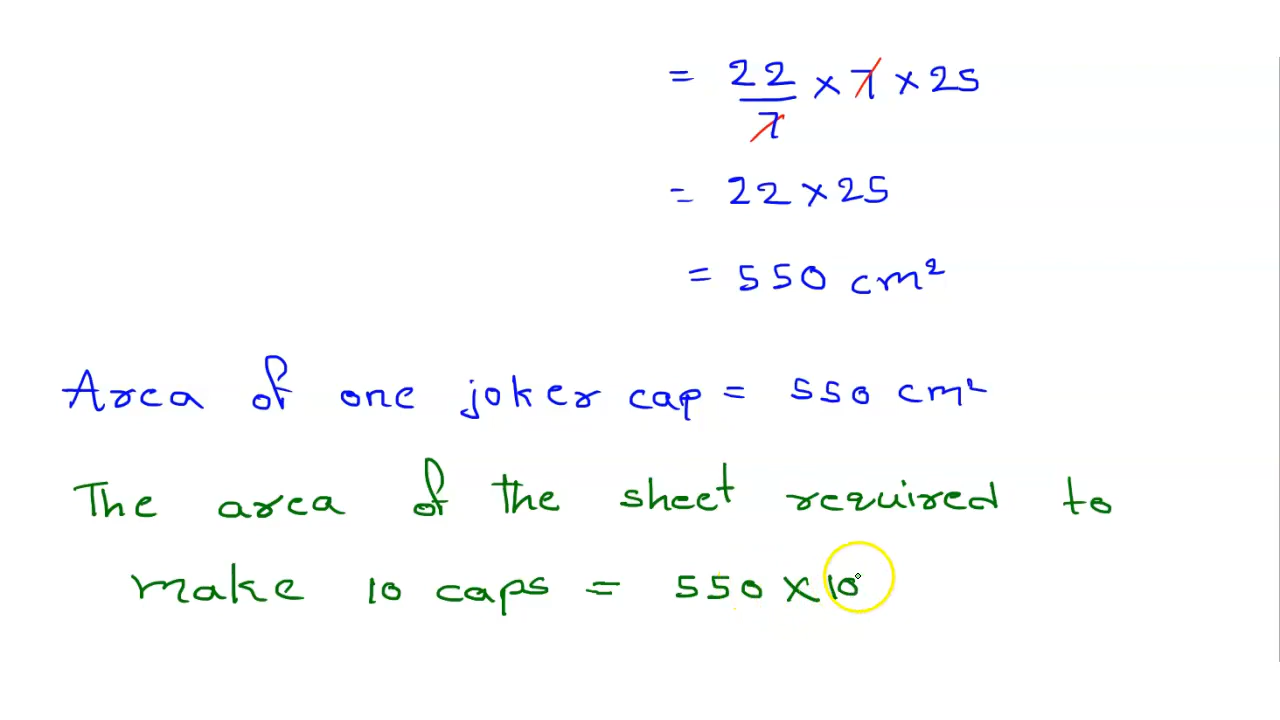 = 22/7 × 7 × 25
= 22 × 25
= 550 cm²
Area of one joker cap = 550 cm²
The area of the sheet required to
make 10 caps = 550 × 10